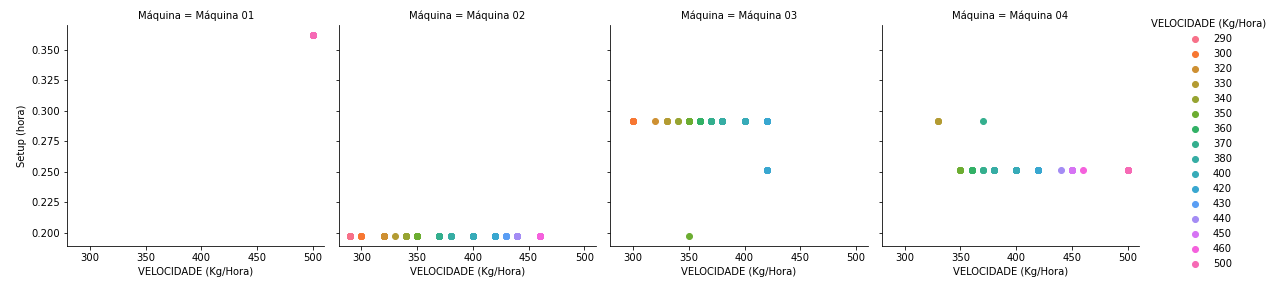 Máquina = Máquina 01
Máquina = Máquina 02
Máquina = Máquina 03
Máquina = Máquina 04
VELOCIDADE (Kg/Hora)
290
300
320
330
340
350
360
370
380
400
420
430
440
450
460
500
Setup (hora)
0.350
0.325
0.300
0.275
0.250
0.225
0.200
300 350 400 450 500
300 350 400 450 500
300 350 400 450 500
300 350 400 450 500
VELOCIDADE (Kg/Hora)
VELOCIDADE (Kg/Hora)
VELOCIDADE (Kg/Hora)
VELOCIDADE (Kg/Hora)